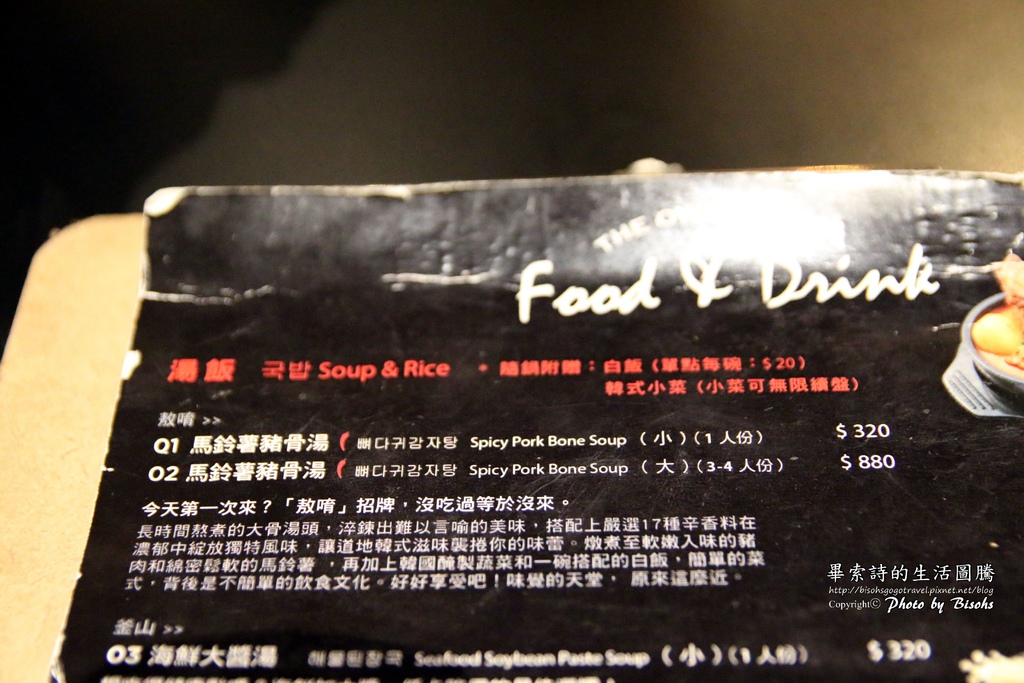 THE
Food & Drink
湯飯 국밥 Soup & Rice • 隨鍋附贈：白飯 (單點每碗：$20)
韓式小菜 (小菜可無限續盤)
敖唷 >>
01 馬鈴薯豬骨湯 뼈다귀감자탕 Spicy Pork Bone Soup （小）(1 人份) $ 320
02 馬鈴薯豬骨湯 뼈다귀감자탕 Spicy Pork Bone Soup （大）(3-4 人份) $ 880
今天第一次來？「敖唷」招牌，沒吃過等於沒來。
長時間熬煮的大骨湯頭，淬鍊出難以言喻的美味，搭配上嚴選17種辛香料在
濃郁中綻放獨特風味，讓道地韓式滋味襲捲你的味蕾。燉煮至軟嫩入味的豬
肉和綿密鬆軟的馬鈴薯，再加上韓國醃製蔬菜和一碗搭配的白飯，簡單的菜
式，背後是不簡單的飲食文化。好好享受吧！味覺的天堂， 原來這麼近。
釜山 >>
03 海鮮大醬湯 해물된장국 Seafood Soybean Paste Soup （小）(1 人份) $ 320
畢索詩的生活圖騰
http://bisohsgogotravel.pixnet.net/blog
Copyright© Photo by Bisohs